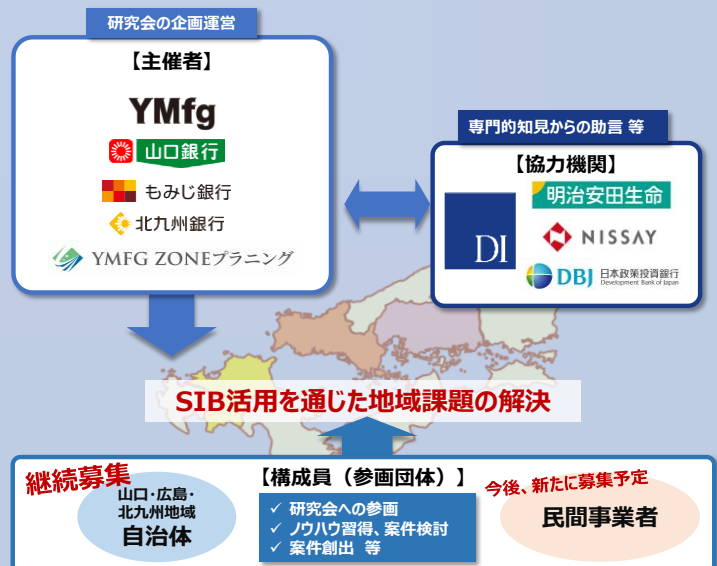 研究会の企画運営
【主催者】
YMfg
山口銀行
もみじ銀行
北九州銀行
YMFG ZONEプラニング
専門的知見からの助言 等
【協力機関】
DI
明治安田生命
NISSAY
DBJ 日本政策投資銀行
Development Bank of Japan
SIB活用を通じた地域課題の解決
【構成員（参画団体）】
継続募集
山口・広島・
北九州地域
自治体
✓ 研究会への参画
✓ ノウハウ習得、案件検討
✓ 案件創出 等
今後、新たに募集予定
民間事業者